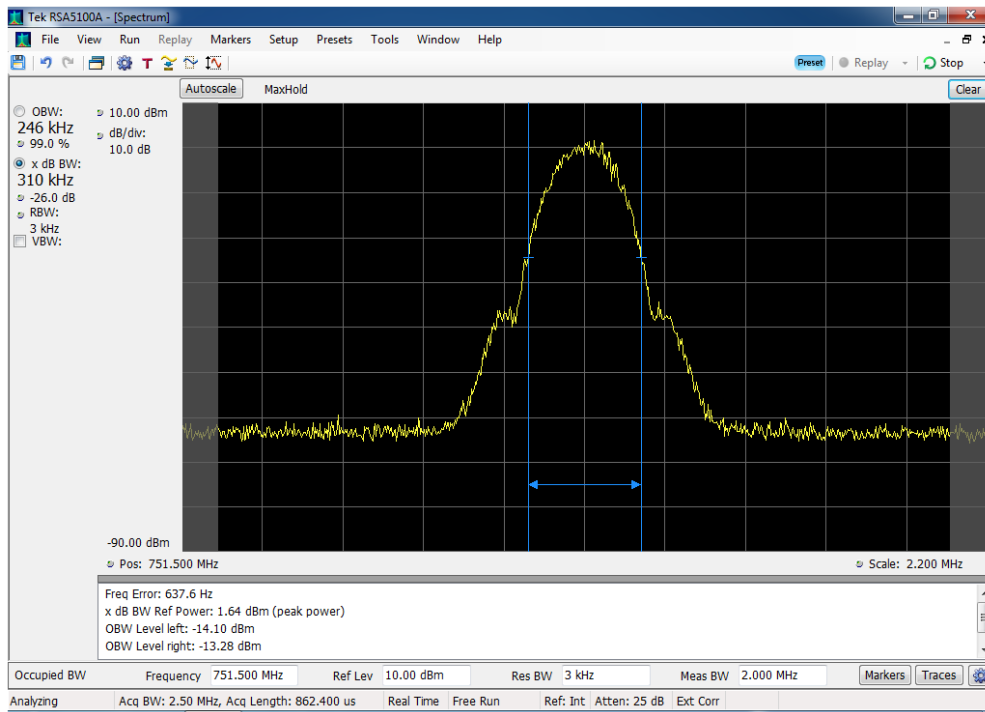 Tek RSA5100A - [Spectrum]
File View Run Replay Markers Setup Presets Tools Window Help
T Preset Replay Stop
Autoscale MaxHold Clear
OBW:
246 kHz
99.0 %
x dB BW:
310 kHz
-26.0 dB
RBW:
3 kHz
VBW:
10.00 dBm
dB/div:
10.0 dB
-90.00 dBm
Pos: 751.500 MHz Scale: 2.200 MHz
Freq Error: 637.6 Hz
x dB BW Ref Power: 1.64 dBm (peak power)
OBW Level left: -14.10 dBm
OBW Level right: -13.28 dBm
Occupied BW Frequency 751.500 MHz Ref Lev 10.00 dBm Res BW 3 kHz Meas BW 2.000 MHz Markers Traces
Analyzing Acq BW: 2.50 MHz, Acq Length: 862.400 us Real Time Free Run Ref: Int Atten: 25 dB Ext Corr